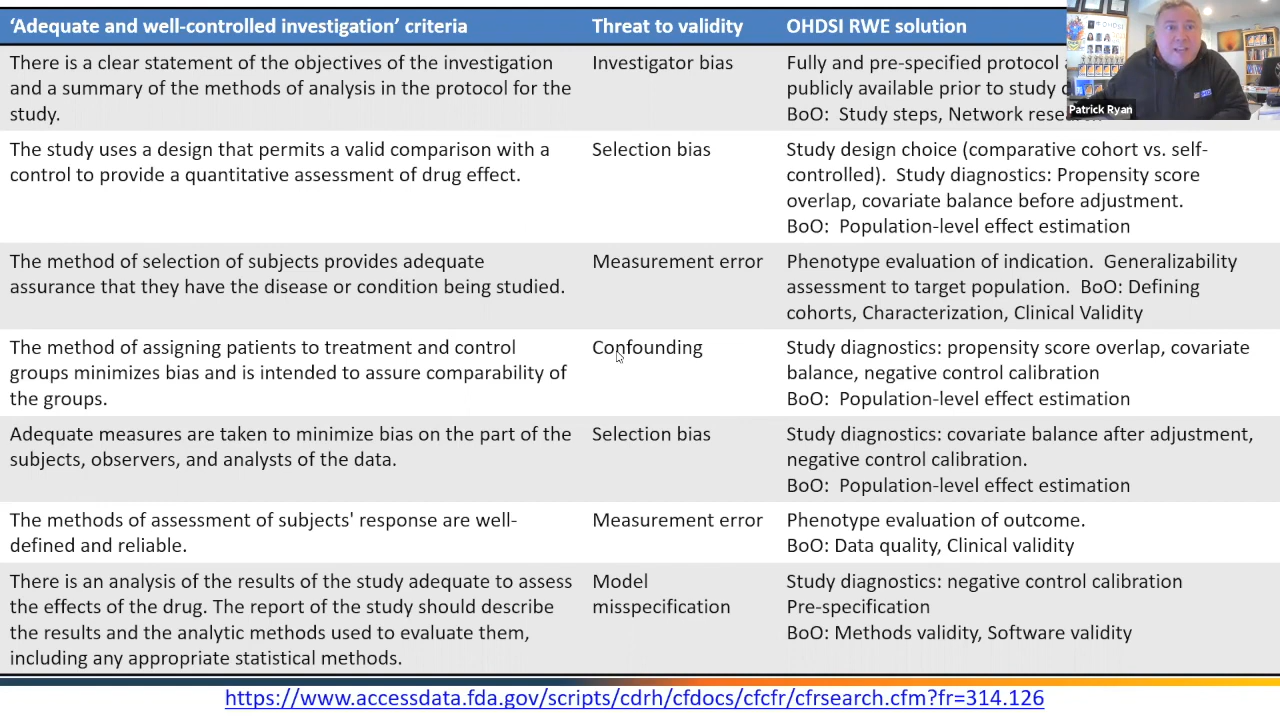 ‘Adequate and well-controlled investigation’ criteria
Threat to validity
OHDSI RWE solution
There is a clear statement of the objectives of the investigation
and a summary of the methods of analysis in the protocol for the
study.
Investigator bias
Fully and pre-specified protocol
publicly available prior to study
BoO: Study steps, Network
The study uses a design that permits a valid comparison with a
control to provide a quantitative assessment of drug effect.
Selection bias
Study design choice (comparative cohort vs. self-
controlled). Study diagnostics: Propensity score
overlap, covariate balance before adjustment.
BoO: Population-level effect estimation
The method of selection of subjects provides adequate
assurance that they have the disease or condition being studied.
Measurement error
Phenotype evaluation of indication. Generalizability
assessment to target population. BoO: Defining
cohorts, Characterization, Clinical Validity
The method of assigning patients to treatment and control
groups minimizes bias and is intended to assure comparability of
the groups.
Confounding
Study diagnostics: propensity score overlap, covariate
balance, negative control calibration
BoO: Population-level effect estimation
Adequate measures are taken to minimize bias on the part of the
subjects, observers, and analysts of the data.
Selection bias
Study diagnostics: covariate balance after adjustment,
negative control calibration.
BoO: Population-level effect estimation
The methods of assessment of subjects' response are well-
defined and reliable.
Measurement error
Phenotype evaluation of outcome.
BoO: Data quality, Clinical validity
There is an analysis of the results of the study adequate to assess
the effects of the drug. The report of the study should describe
the results and the analytic methods used to evaluate them,
including any appropriate statistical methods.
Model
misspecification
Study diagnostics: negative control calibration
Pre-specification
BoO: Methods validity, Software validity
https://www.accessdata.fda.gov/scripts/cdrh/cfdocs/cfcfr/cfrsearch.cfm?fr=314.126
OHDSI
Patrick Ryan